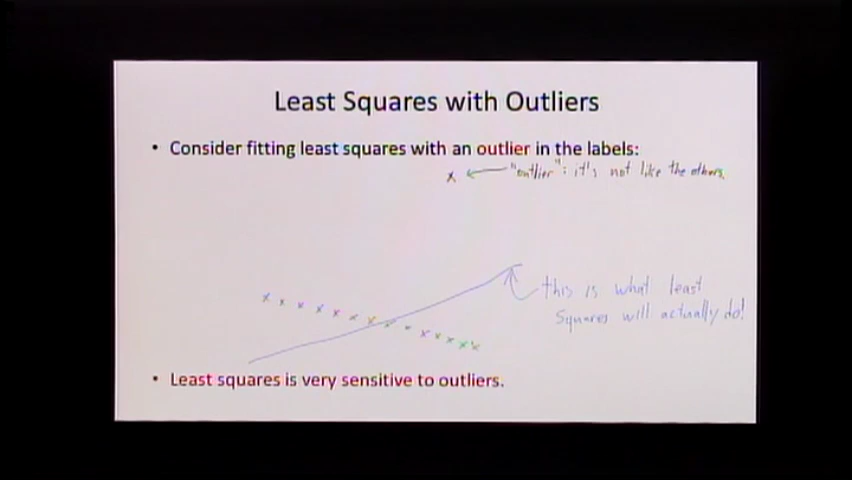 Least Squares with Outliers
• Consider fitting least squares with an outlier in the labels:
"outlier": it's not like the others.
this is what least
squares will actually do!
• Least squares is very sensitive to outliers.